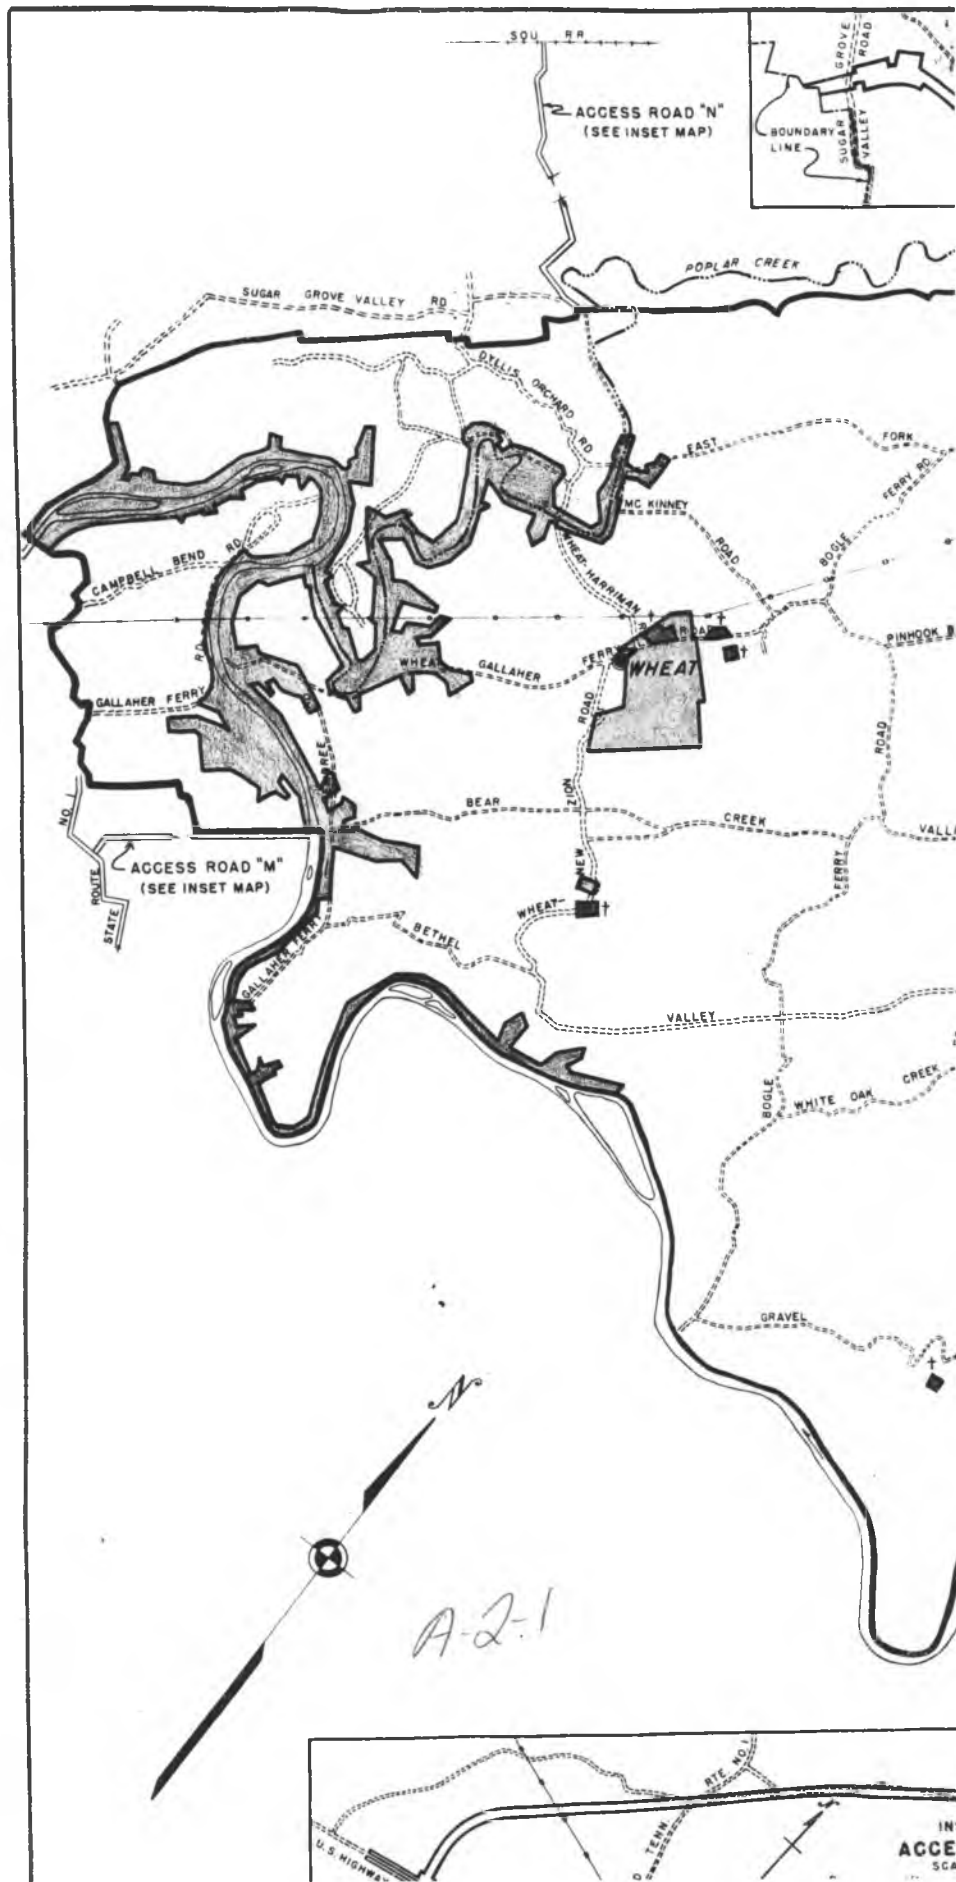 SOU RR
ACCESS ROAD "N"
(SEE INSET MAP)
SUGAR GROVE
VALLEY ROAD
BOUNDARY
LINE
POPLAR CREEK
SUGAR GROVE VALLEY RD
DYLLIS ORCHARD RD
EAST FORK
MC KINNEY ROAD
BOGLE FERRY RD
CAMPBELL BEND RD
WHEAT-HARRIMAN
PINHOOK B
WHEAT GALLAHER FERRY ROAD
WHEAT
GALLAHER FERRY RD
NEW ZION ROAD
ROAD
BEAR CREEK VALLE
STATE ROUTE NO. 1
ACCESS ROAD "M"
(SEE INSET MAP)
WHEAT-
BETHEL VALLEY
GALLAHER FERRY
BOGLE FERRY
WHITE OAK CREEK
GRAVEL
N
A-2-1
U.S. HIGHWAY
TENN. RTE NO. 1
IN
ACCE
SCA